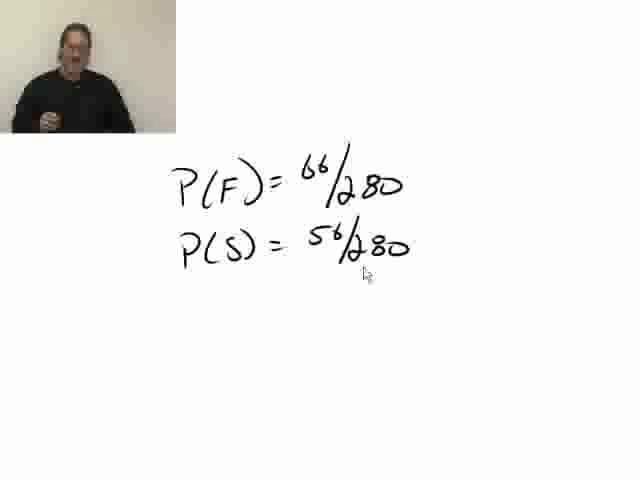 P(F) = 66/280
P(S) = 56/280